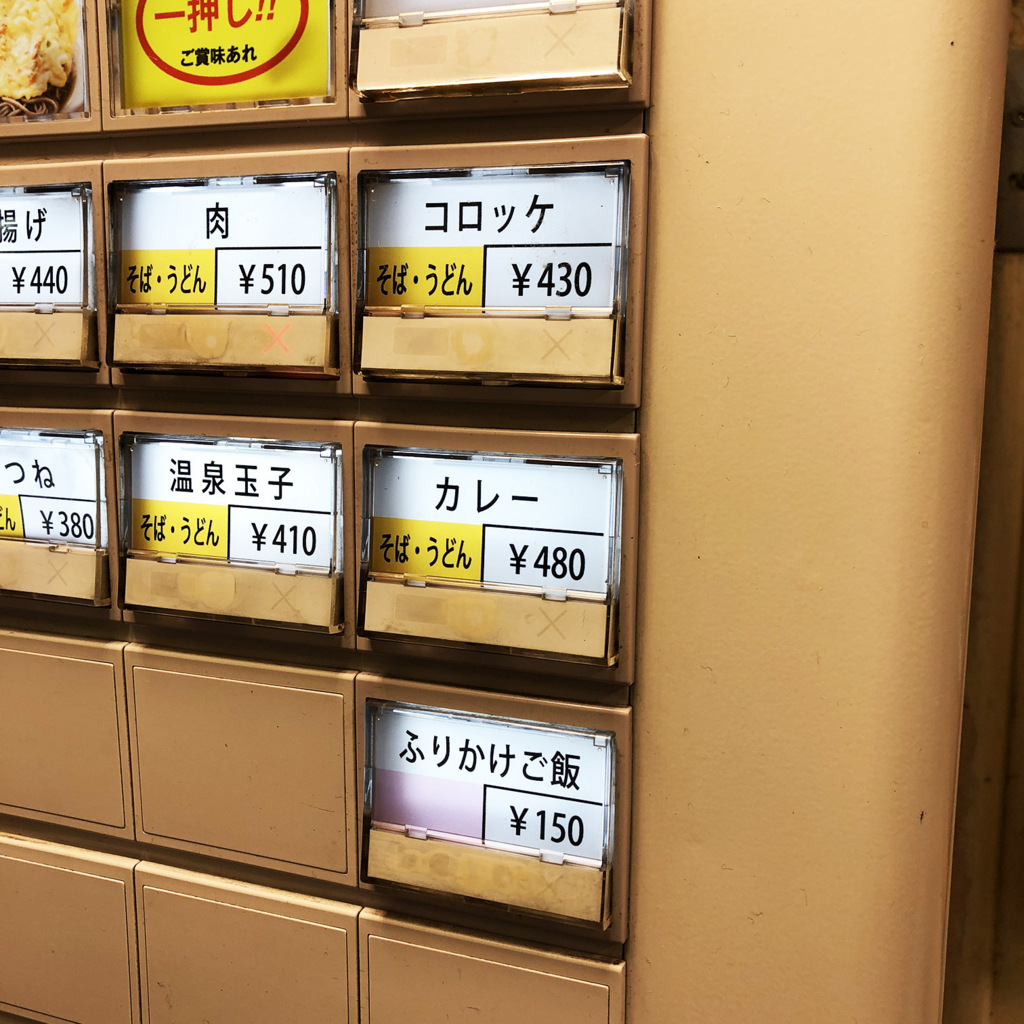 一押し!!
ご賞味あれ
揚げ
¥440
肉
そば・うどん ¥510
コロッケ
そば・うどん ¥430
つね
どん ¥380
温泉玉子
そば・うどん ¥410
カレー
そば・うどん ¥480
ふりかけご飯
¥150